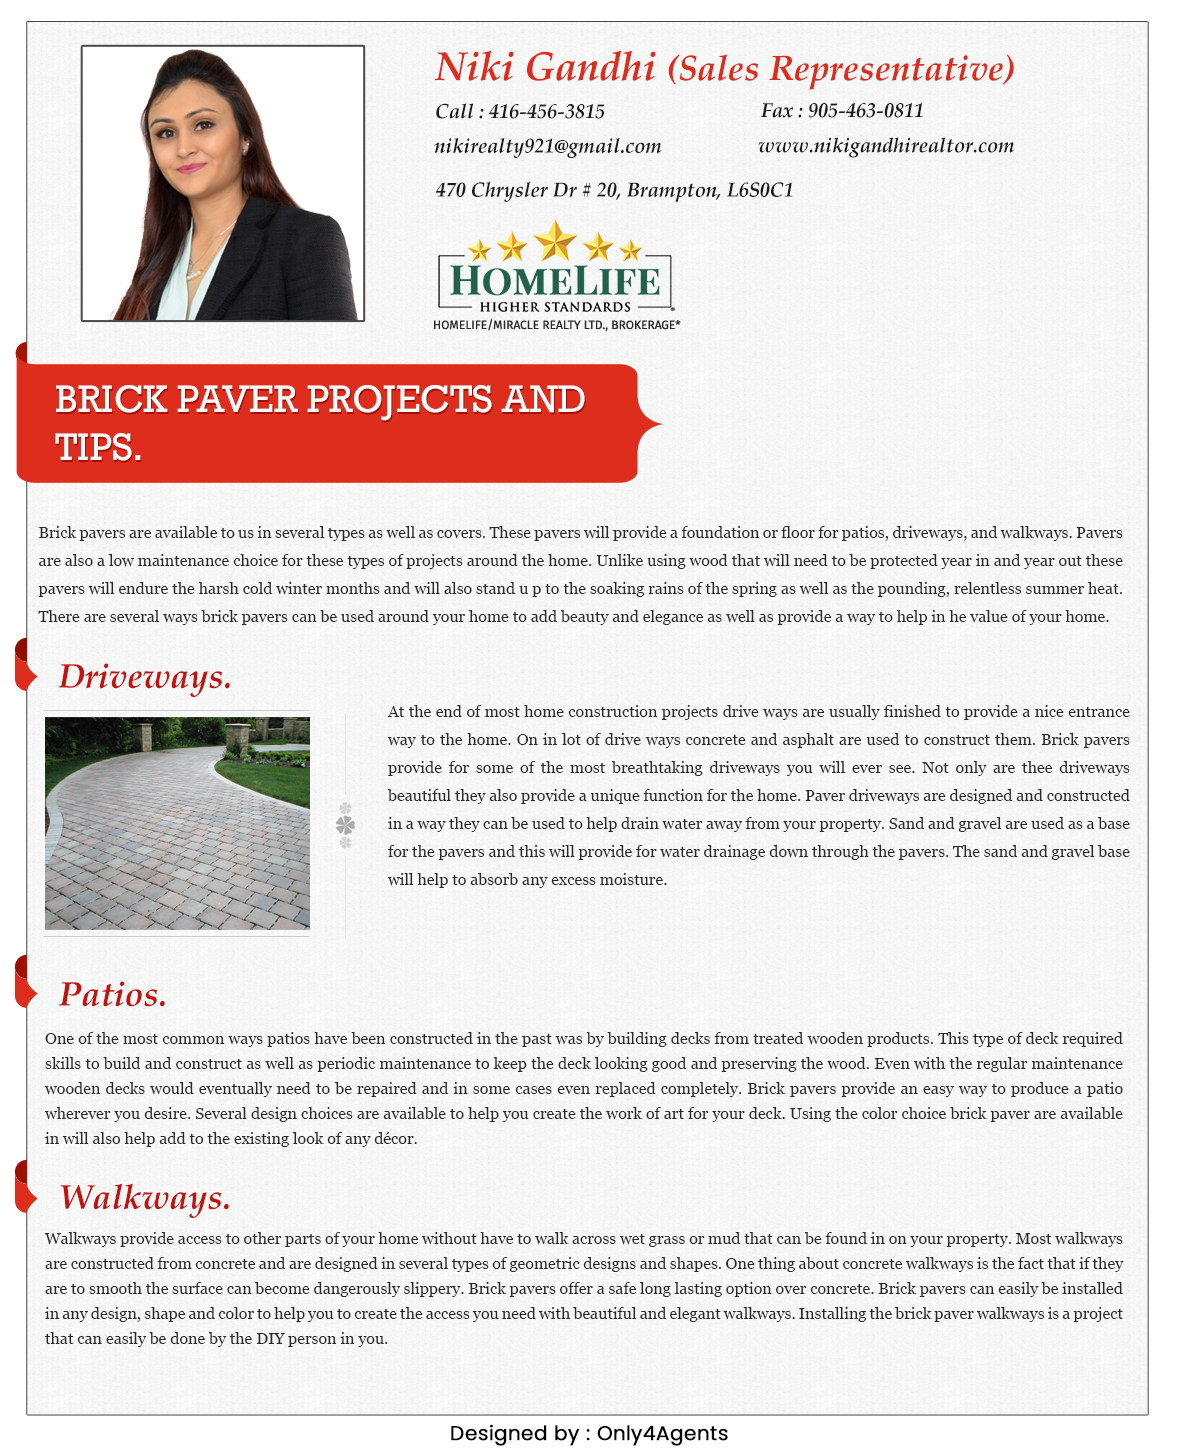 Niki Gandhi (Sales Representative)
Call : 416-456-3815
Fax : 905-463-0811
nikirealty921@gmail.com
www.nikigandhirealtor.com
470 Chrysler Dr # 20, Brampton, L6S0C1
HOMELIFE
HIGHER STANDARDS
HOMELIFE/MIRACLE REALTY LTD., BROKERAGE*
BRICK PAVER PROJECTS AND
TIPS.
Brick pavers are available to us in several types as well as covers. These pavers will provide a foundation or floor for patios, driveways, and walkways. Pavers
are also a low maintenance choice for these types of projects around the home. Unlike using wood that will need to be protected year in and year out these
pavers will endure the harsh cold winter months and will also stand u p to the soaking rains of the spring as well as the pounding, relentless summer heat.
There are several ways brick pavers can be used around your home to add beauty and elegance as well as provide a way to help in he value of your home.
Driveways.
At the end of most home construction projects drive ways are usually finished to provide a nice entrance
way to the home. On in lot of drive ways concrete and asphalt are used to construct them. Brick pavers
provide for some of the most breathtaking driveways you will ever see. Not only are thee driveways
beautiful they also provide a unique function for the home. Paver driveways are designed and constructed
in a way they can be used to help drain water away from your property. Sand and gravel are used as a base
for the pavers and this will provide for water drainage down through the pavers. The sand and gravel base
will help to absorb any excess moisture.
Patios.
One of the most common ways patios have been constructed in the past was by building decks from treated wooden products. This type of deck required
skills to build and construct as well as periodic maintenance to keep the deck looking good and preserving the wood. Even with the regular maintenance
wooden decks would eventually need to be repaired and in some cases even replaced completely. Brick pavers provide an easy way to produce a patio
wherever you desire. Several design choices are available to help you create the work of art for your deck. Using the color choice brick paver are available
in will also help add to the existing look of any décor.
Walkways.
Walkways provide access to other parts of your home without have to walk across wet grass or mud that can be found in on your property. Most walkways
are constructed from concrete and are designed in several types of geometric designs and shapes. One thing about concrete walkways is the fact that if they
are to smooth the surface can become dangerously slippery. Brick pavers offer a safe long lasting option over concrete. Brick pavers can easily be installed
in any design, shape and color to help you to create the access you need with beautiful and elegant walkways. Installing the brick paver walkways is a project
that can easily be done by the DIY person in you.
Designed by : Only4Agents